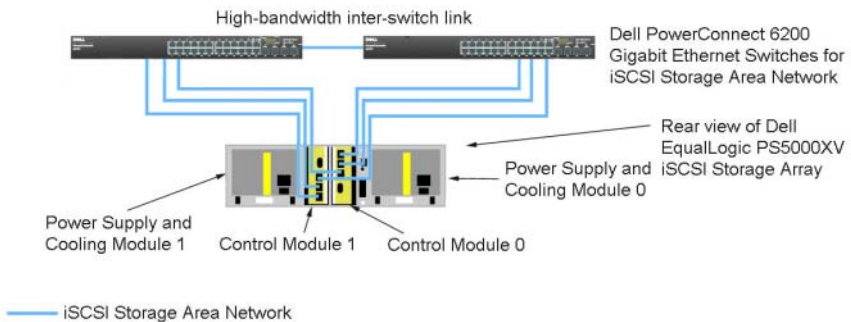 High-bandwidth inter-switch link
DELL
DELL
Dell PowerConnect 6200
Gigabit Ethernet Switches for
iSCSI Storage Area Network
Rear view of Dell
EqualLogic PS5000XV
iSCSI Storage Array
Power Supply and
Cooling Module 0
Power Supply and
Cooling Module 1
Control Module 1
Control Module 0
iSCSI Storage Area Network